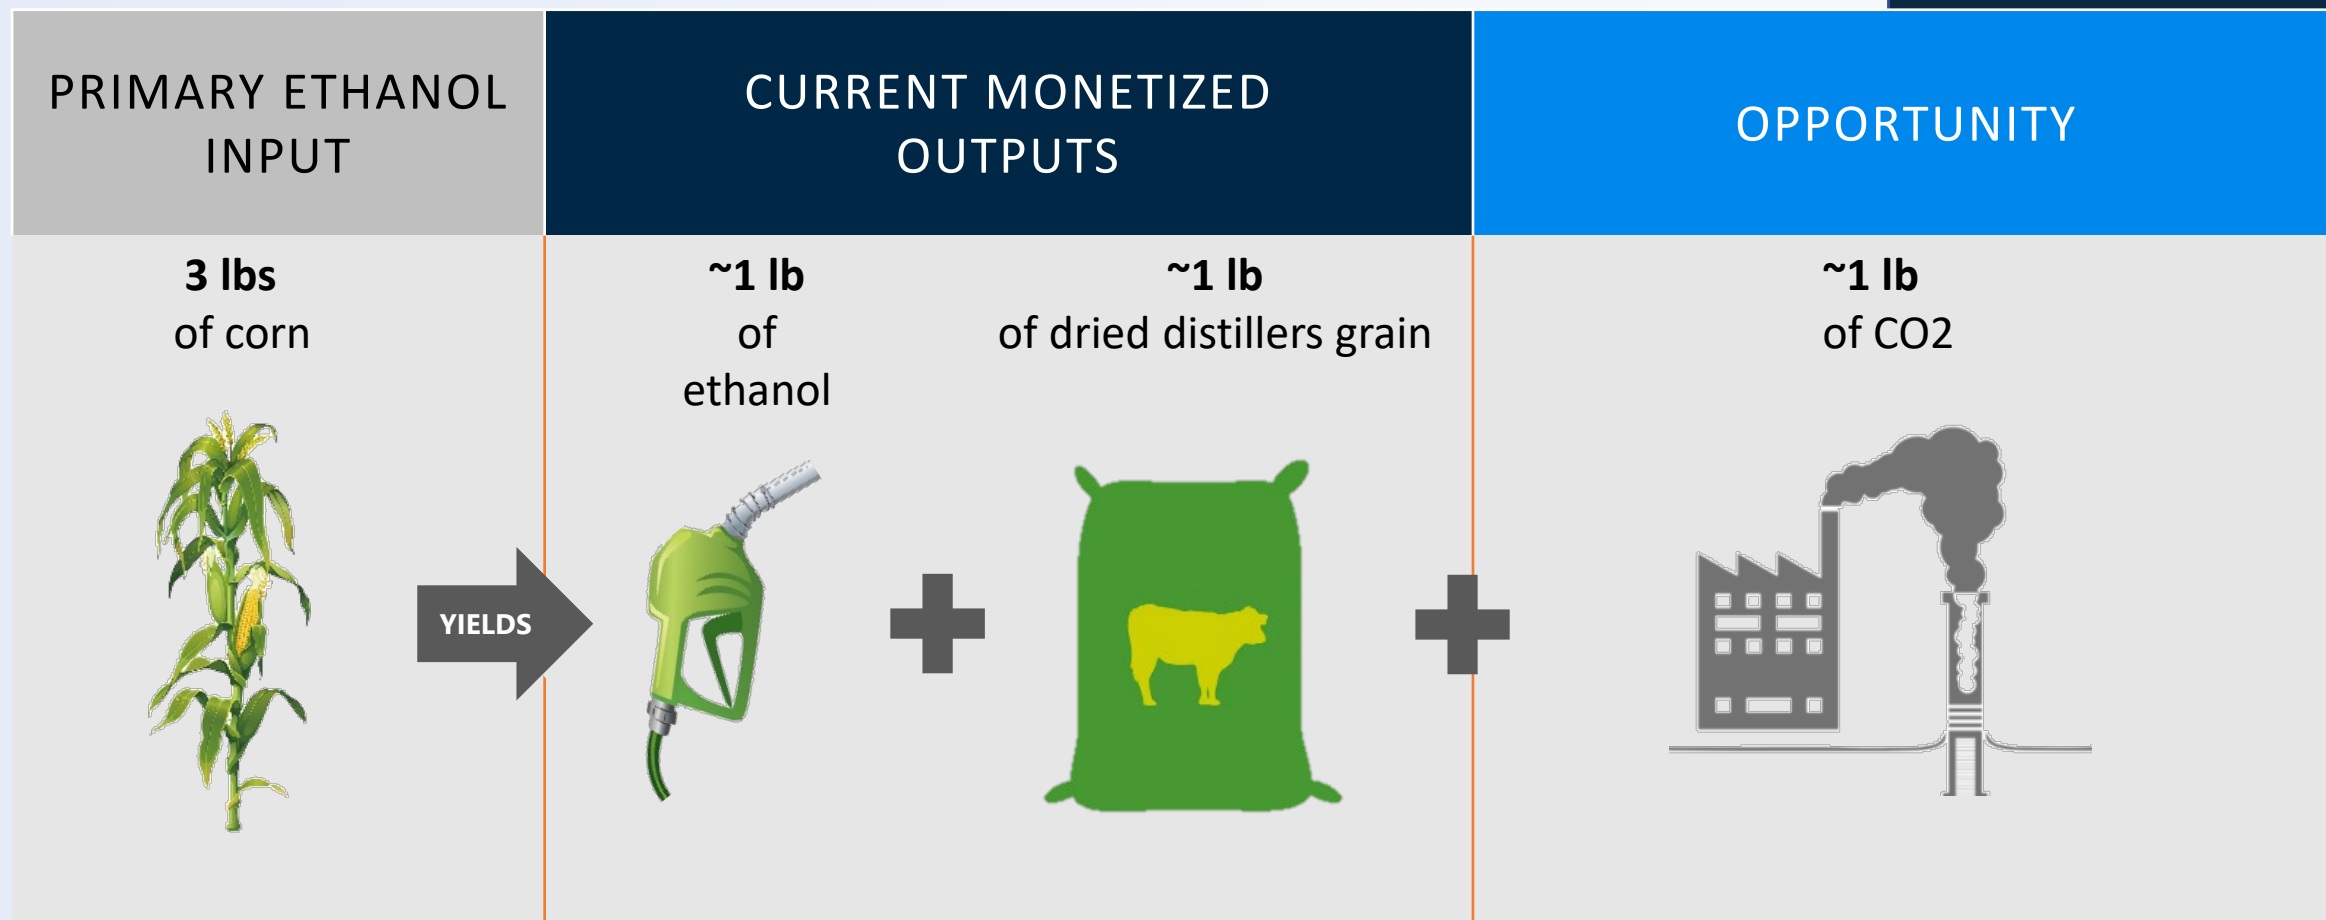 PRIMARY ETHANOL
INPUT
CURRENT MONETIZED
OUTPUTS
OPPORTUNITY
3 lbs
of corn
YIELDS
~1 lb
of
ethanol
~1 lb
of dried distillers grain
~1 lb
of CO2